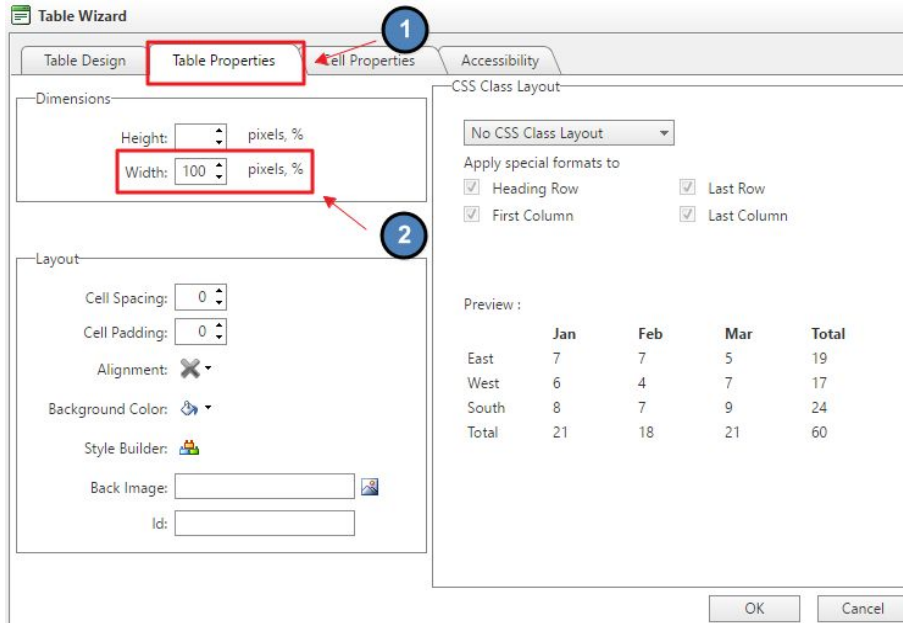 Table Wizard
1
Table Design Table Properties Cell Properties Accessibility
Dimensions
Height: pixels, %
Width: 100 pixels, %
2
Layout
Cell Spacing: 0
Cell Padding: 0
Alignment:
Background Color:
Style Builder:
Back Image:
Id:
CSS Class Layout
No CSS Class Layout
Apply special formats to
Heading Row Last Row
First Column Last Column
Preview :
Jan Feb Mar Total
East 7 7 5 19
West 6 4 7 17
South 8 7 9 24
Total 21 18 21 60
OK Cancel